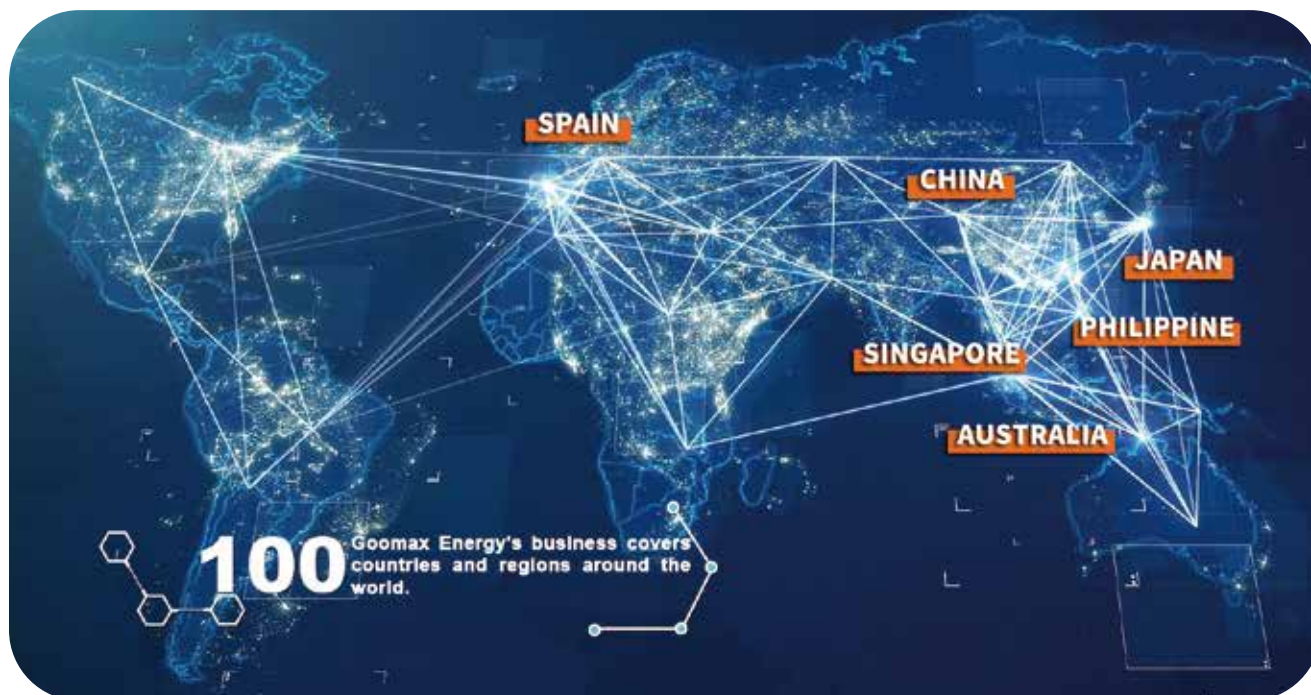 SPAIN
CHINA
JAPAN
PHILIPPINE
SINGAPORE
AUSTRALIA
100
Goomax Energy's business covers
countries and regions around the
world.